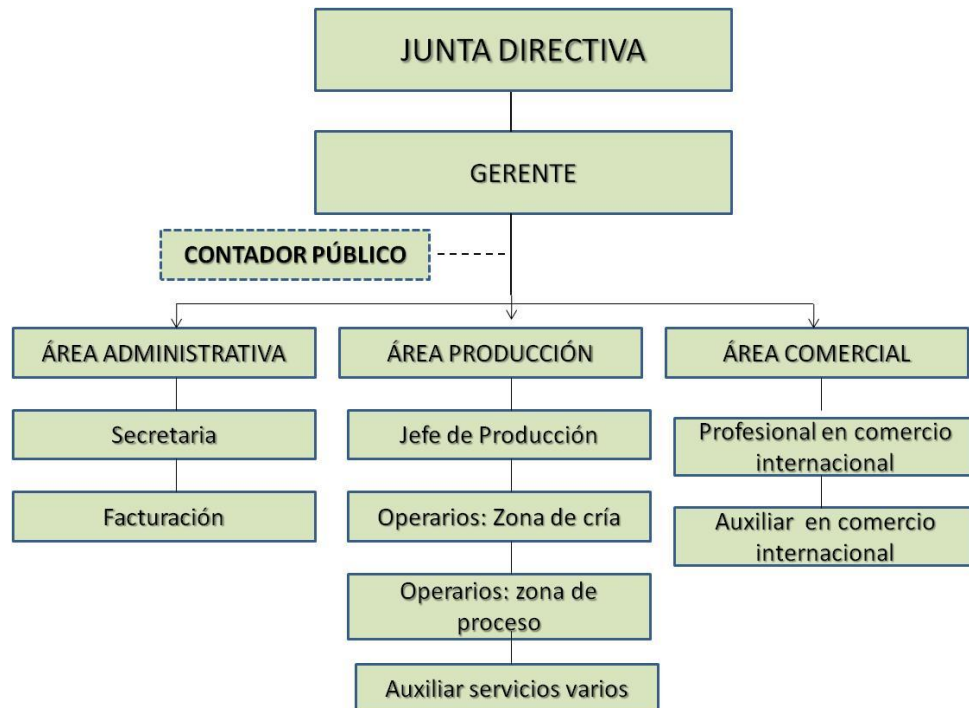 JUNTA DIRECTIVA
GERENTE
CONTADOR PÚBLICO
ÁREA ADMINISTRATIVA
Secretaria
Facturación
ÁREA PRODUCCIÓN
Jefe de Producción
Operarios: Zona de cría
Operarios: zona de
proceso
Auxiliar servicios varios
ÁREA COMERCIAL
Profesional en comercio
internacional
Auxiliar en comercio
internacional